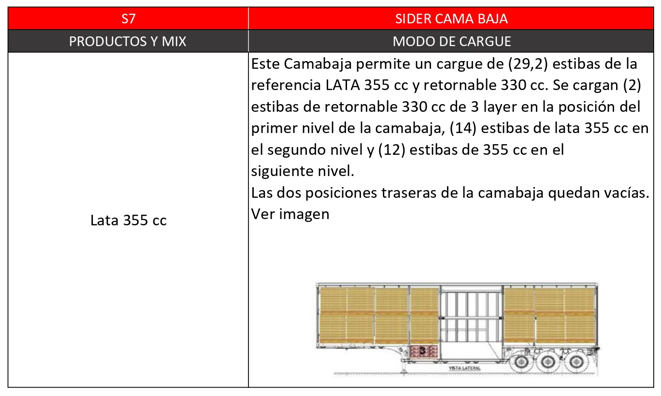 S7
SIDER CAMA BAJA
PRODUCTOS Y MIX
MODO DE CARGUE
Lata 355 cc
Este Camabaja permite un cargue de (29,2) estibas de la
referencia LATA 355 cc y retornable 330 cc. Se cargan (2)
estibas de retornable 330 cc de 3 layer en la posición del
primer nivel de la camabaja, (14) estibas de lata 355 cc en
el segundo nivel y (12) estibas de 355 cc en el
siguiente nivel.
Las dos posiciones traseras de la camabaja quedan vacías.
Ver imagen
3
VISTA LATERAL